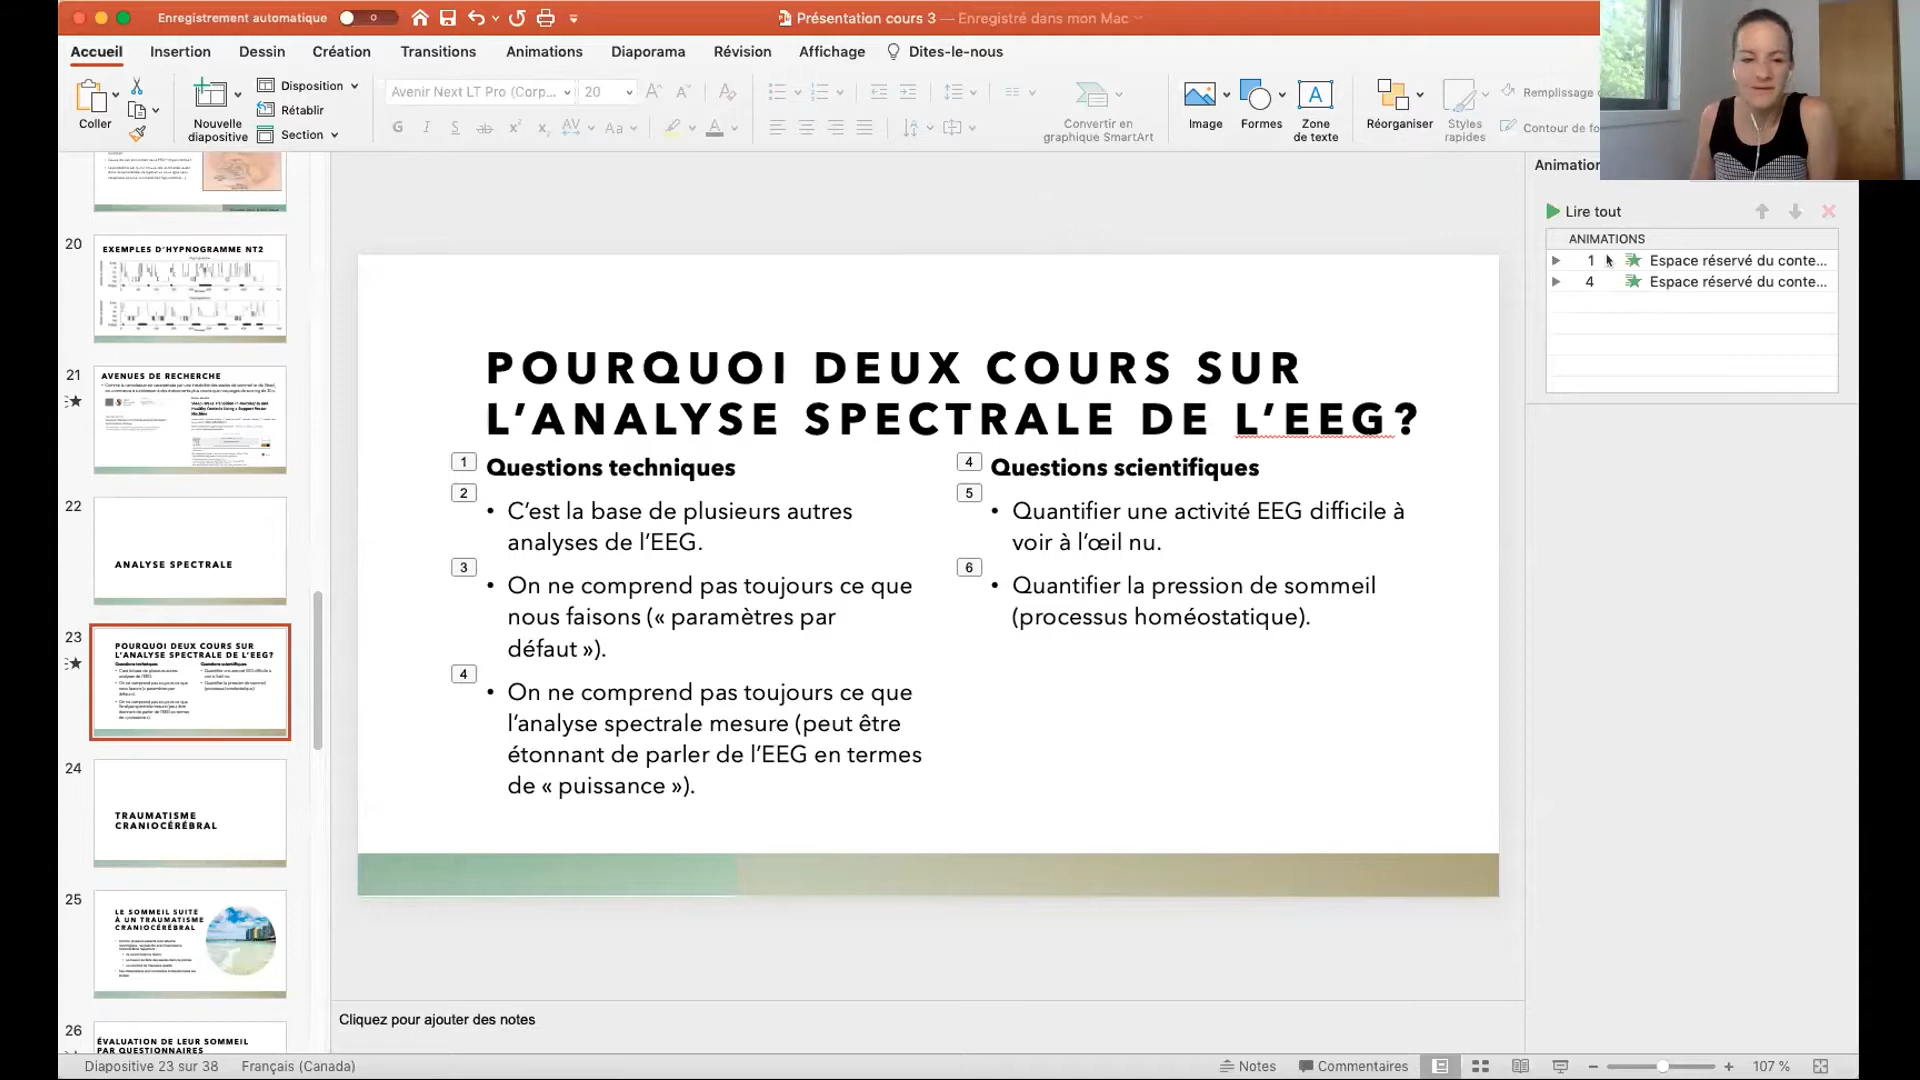 Enregistrement automatique
Présentation cours 3 — Enregistré dans mon Mac
Accueil Insertion Dessin Création Transitions Animations Diaporama Révision Affichage Dites-le-nous
Coller
Nouvelle
diapositive
Disposition
Rétablir
Section
Avenir Next LT Pro (Corp... 20
Convertir en
graphique SmartArt
Image
Formes
Zone
de texte
Réorganiser
Styles
rapides
Remplissage
Contour de fo
20
EXEMPLES D'HYPNOGRAMME NT2
21
AVENUES DE RECHERCHE
22
ANALYSE SPECTRALE
23
POURQUOI DEUX COURS SUR
L'ANALYSE SPECTRALE DE L'EEG?
24
TRAUMATISME
CRANIOCÉRÉBRAL
25
LE SOMMEIL SUITE
À UN TRAUMATISME
CRANIOCÉRÉBRAL
26
ÉVALUATION DE LEUR SOMMEIL
PAR QUESTIONNAIRES
POURQUOI DEUX COURS SUR
L'ANALYSE SPECTRALE DE L'EEG?
1 Questions techniques
2
• C'est la base de plusieurs autres
analyses de l'EEG.
3
• On ne comprend pas toujours ce que
nous faisons (« paramètres par
défaut »).
4
• On ne comprend pas toujours ce que
l'analyse spectrale mesure (peut être
étonnant de parler de l'EEG en termes
de « puissance »).
4 Questions scientifiques
5
• Quantifier une activité EEG difficile à
voir à l'œil nu.
6
• Quantifier la pression de sommeil
(processus homéostatique).
Animation
Lire tout
ANIMATIONS
1 Espace réservé du conte...
4 Espace réservé du conte...
Cliquez pour ajouter des notes
Diapositive 23 sur 38 Français (Canada)
Notes Commentaires 107 %